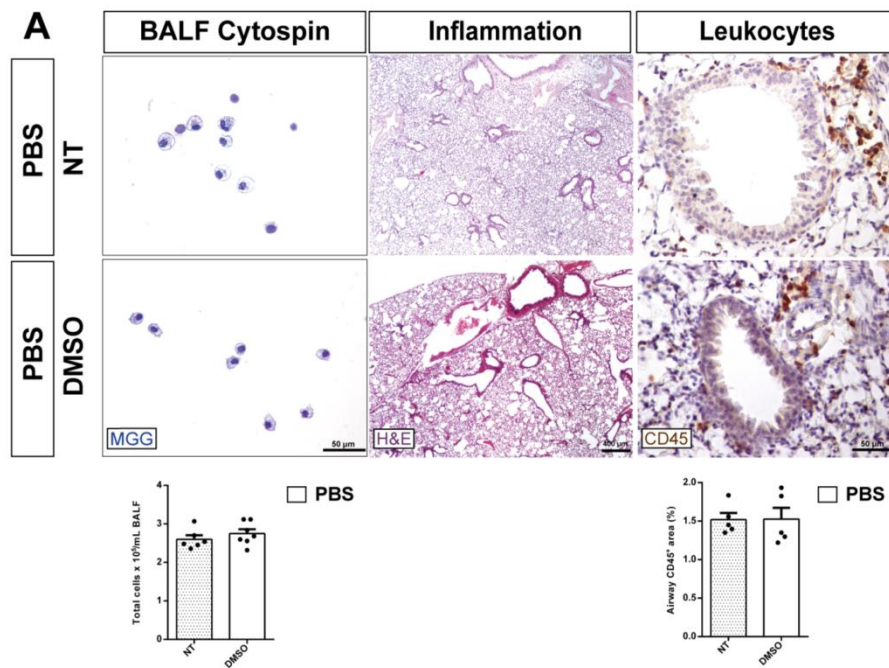 A
BALF Cytospin
Inflammation
Leukocytes
PBS
NT
PBS
DMSO
MGG
50 µm
H&E
400 µm
CD45
50 µm
PBS
Total cells x 10⁵/mL BALF
4
3
2
1
0
NT
DMSO
PBS
Airway CD45⁺ area (%)
2.0
1.5
1.0
0.5
0.0
NT
DMSO